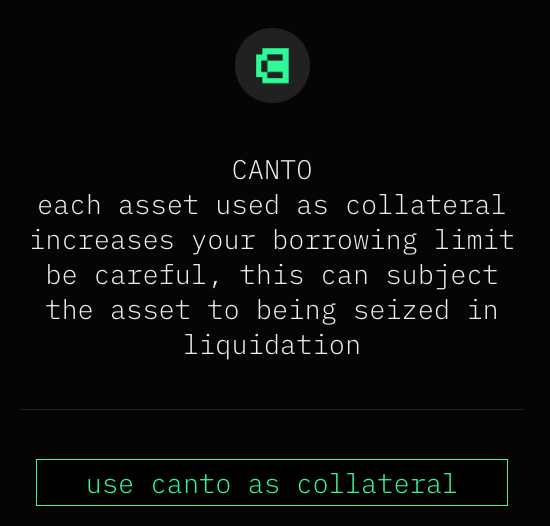 CANTO
each asset used as collateral
increases your borrowing limit
be careful, this can subject
the asset to being seized in
liquidation
use canto as collateral